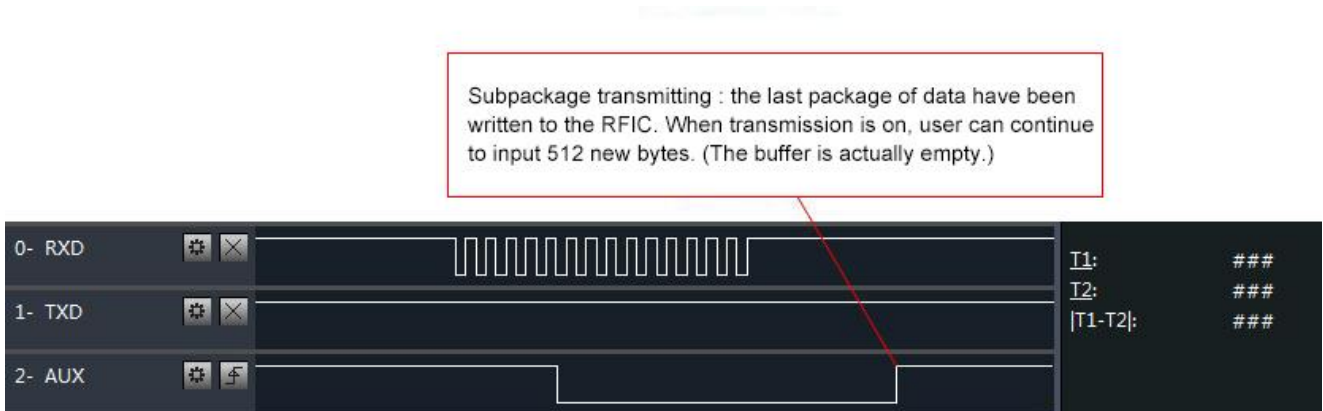 Subpackage transmitting : the last package of data have been
written to the RFIC. When transmission is on, user can continue
to input 512 new bytes. (The buffer is actually empty.)
0- RXD
T1: ###
T2: ###
1- TXD
|T1-T2|: ###
2- AUX